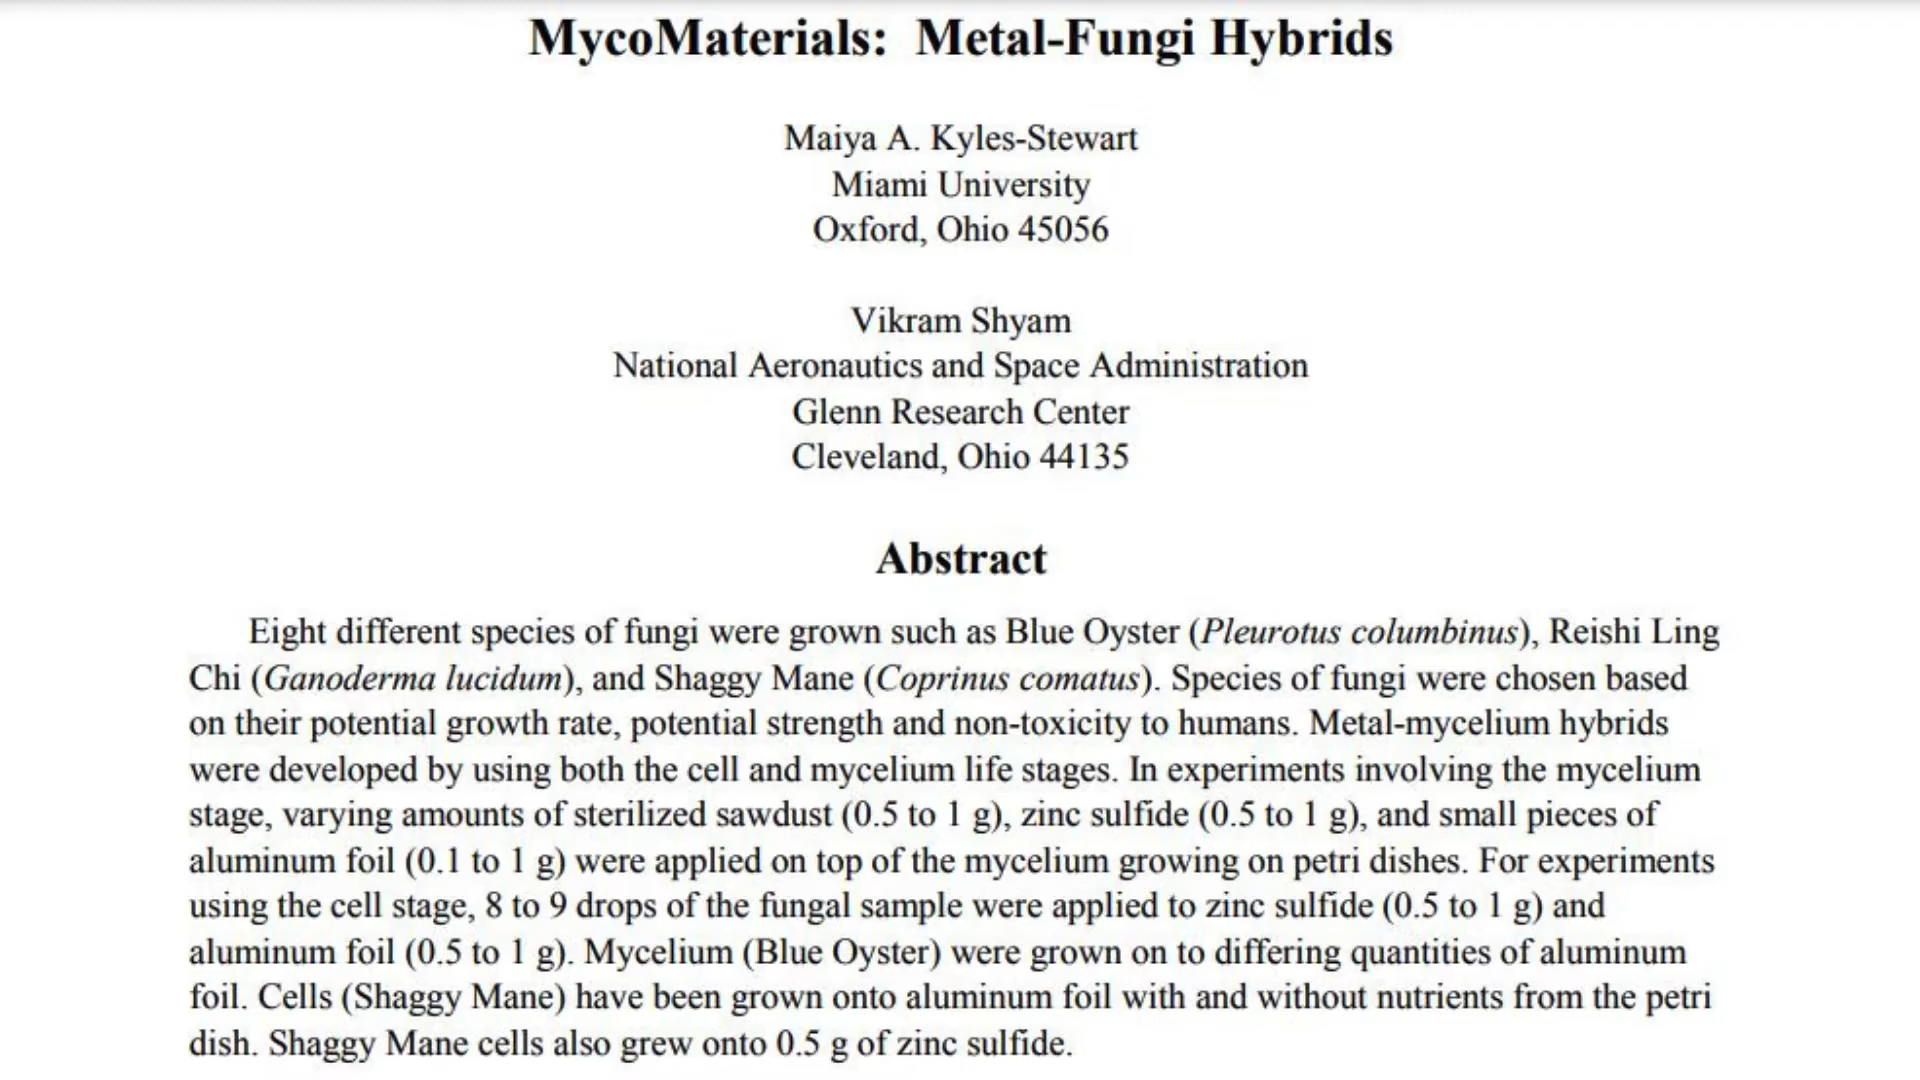 MycoMaterials: Metal-Fungi Hybrids
Maiya A. Kyles-Stewart
Miami University
Oxford, Ohio 45056
Vikram Shyam
National Aeronautics and Space Administration
Glenn Research Center
Cleveland, Ohio 44135
Abstract
Eight different species of fungi were grown such as Blue Oyster (Pleurotus columbinus), Reishi Ling
Chi (Ganoderma lucidum), and Shaggy Mane (Coprinus comatus). Species of fungi were chosen based
on their potential growth rate, potential strength and non-toxicity to humans. Metal-mycelium hybrids
were developed by using both the cell and mycelium life stages. In experiments involving the mycelium
stage, varying amounts of sterilized sawdust (0.5 to 1 g), zinc sulfide (0.5 to 1 g), and small pieces of
aluminum foil (0.1 to 1 g) were applied on top of the mycelium growing on petri dishes. For experiments
using the cell stage, 8 to 9 drops of the fungal sample were applied to zinc sulfide (0.5 to 1 g) and
aluminum foil (0.5 to 1 g). Mycelium (Blue Oyster) were grown on to differing quantities of aluminum
foil. Cells (Shaggy Mane) have been grown onto aluminum foil with and without nutrients from the petri
dish. Shaggy Mane cells also grew onto 0.5 g of zinc sulfide.